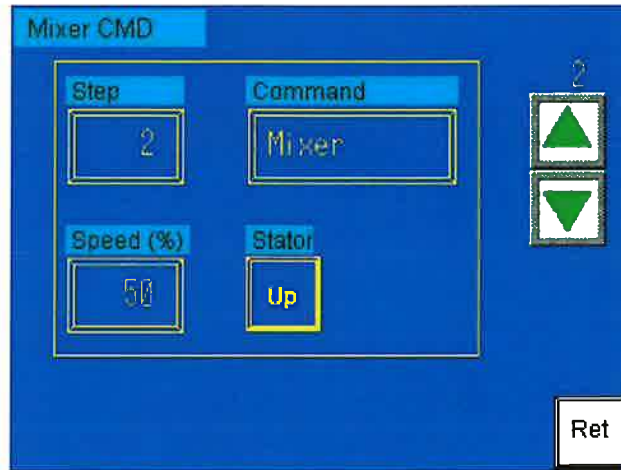 Mixer CMD
2
Step Command
2 Mixer
Speed (%) Stator
50 Up
Ret